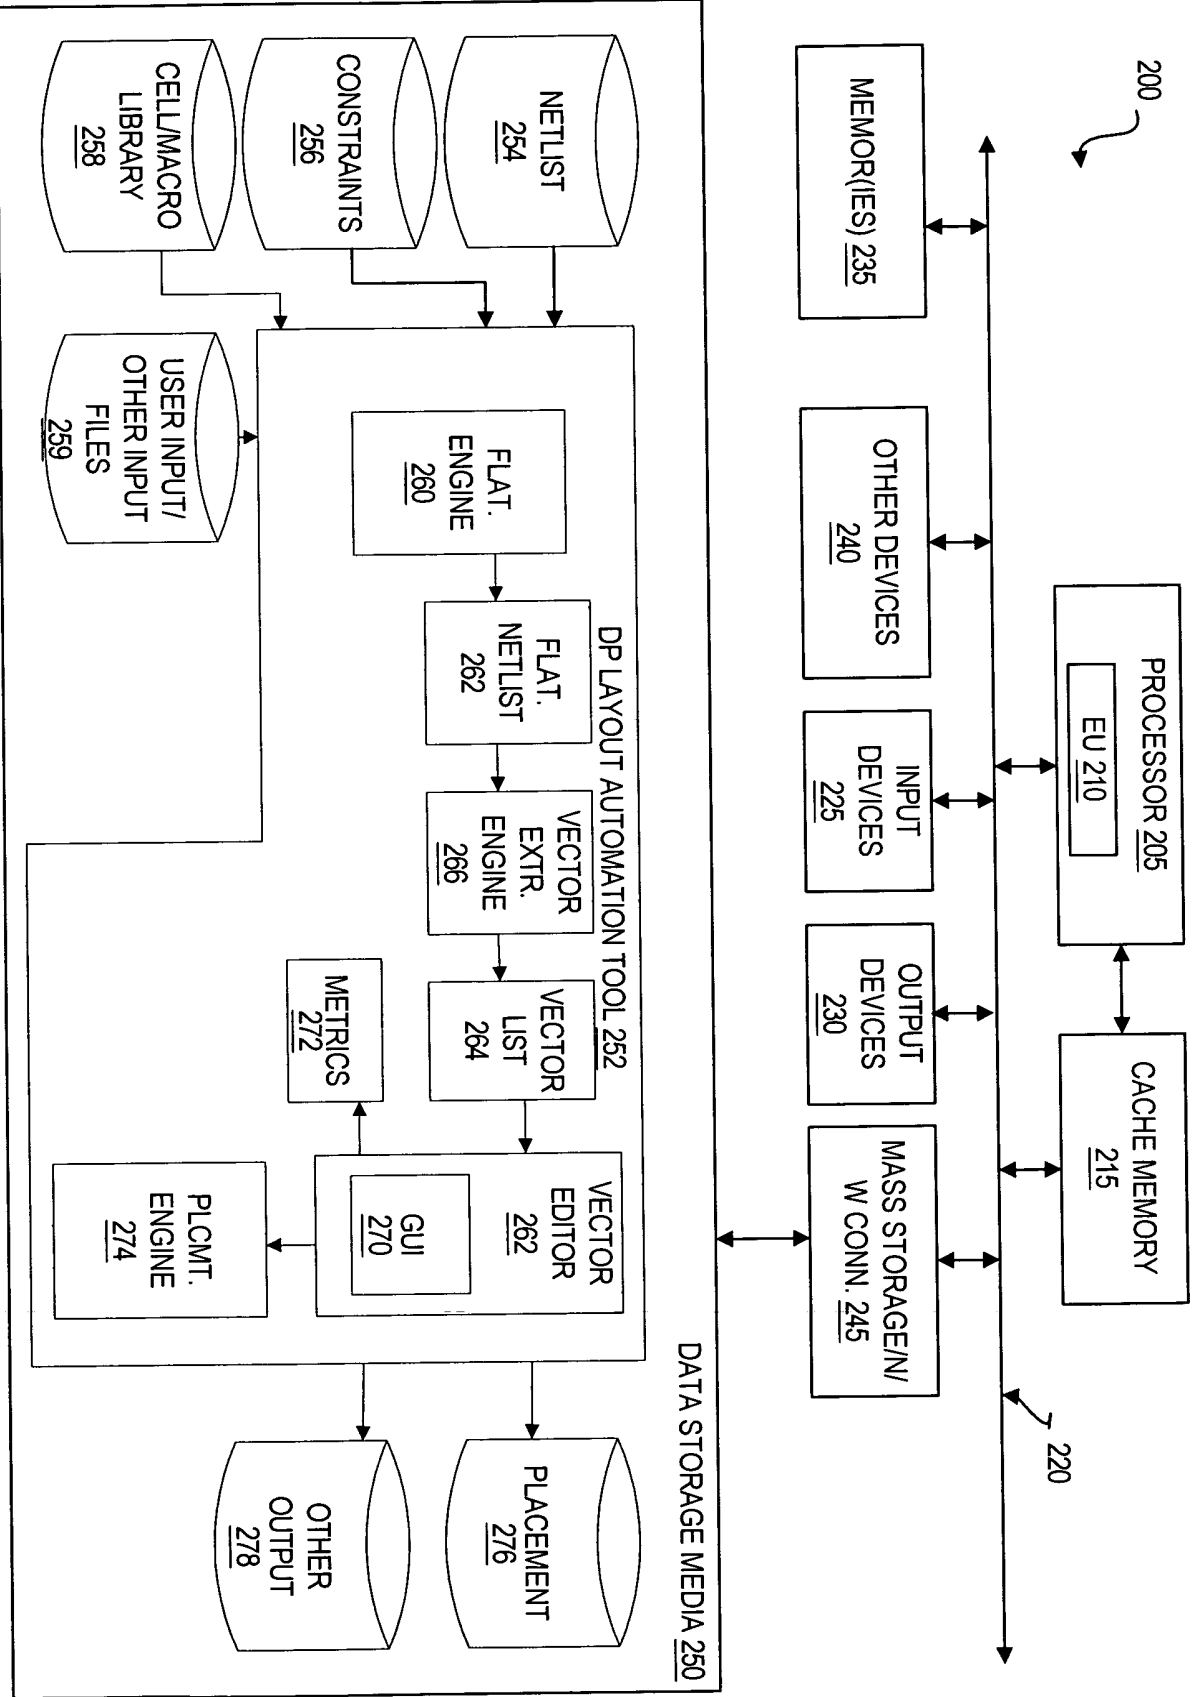 200
PROCESSOR 205
EU 210
CACHE MEMORY
215
220
MEMOR(IES) 235
OTHER DEVICES
240
INPUT
DEVICES
225
OUTPUT
DEVICES
230
MASS STORAGE/N/
W CONN. 245
DATA STORAGE MEDIA 250
NETLIST
254
CONSTRAINTS
256
CELL/MACRO
LIBRARY
258
USER INPUT/
OTHER INPUT
FILES
259
DP LAYOUT AUTOMATION TOOL 252
FLAT.
ENGINE
260
FLAT.
NETLIST
262
VECTOR
EXTR.
ENGINE
266
VECTOR
LIST
264
VECTOR
EDITOR
262
GUI
270
METRICS
272
PLCMT.
ENGINE
274
PLACEMENT
276
OTHER
OUTPUT
278